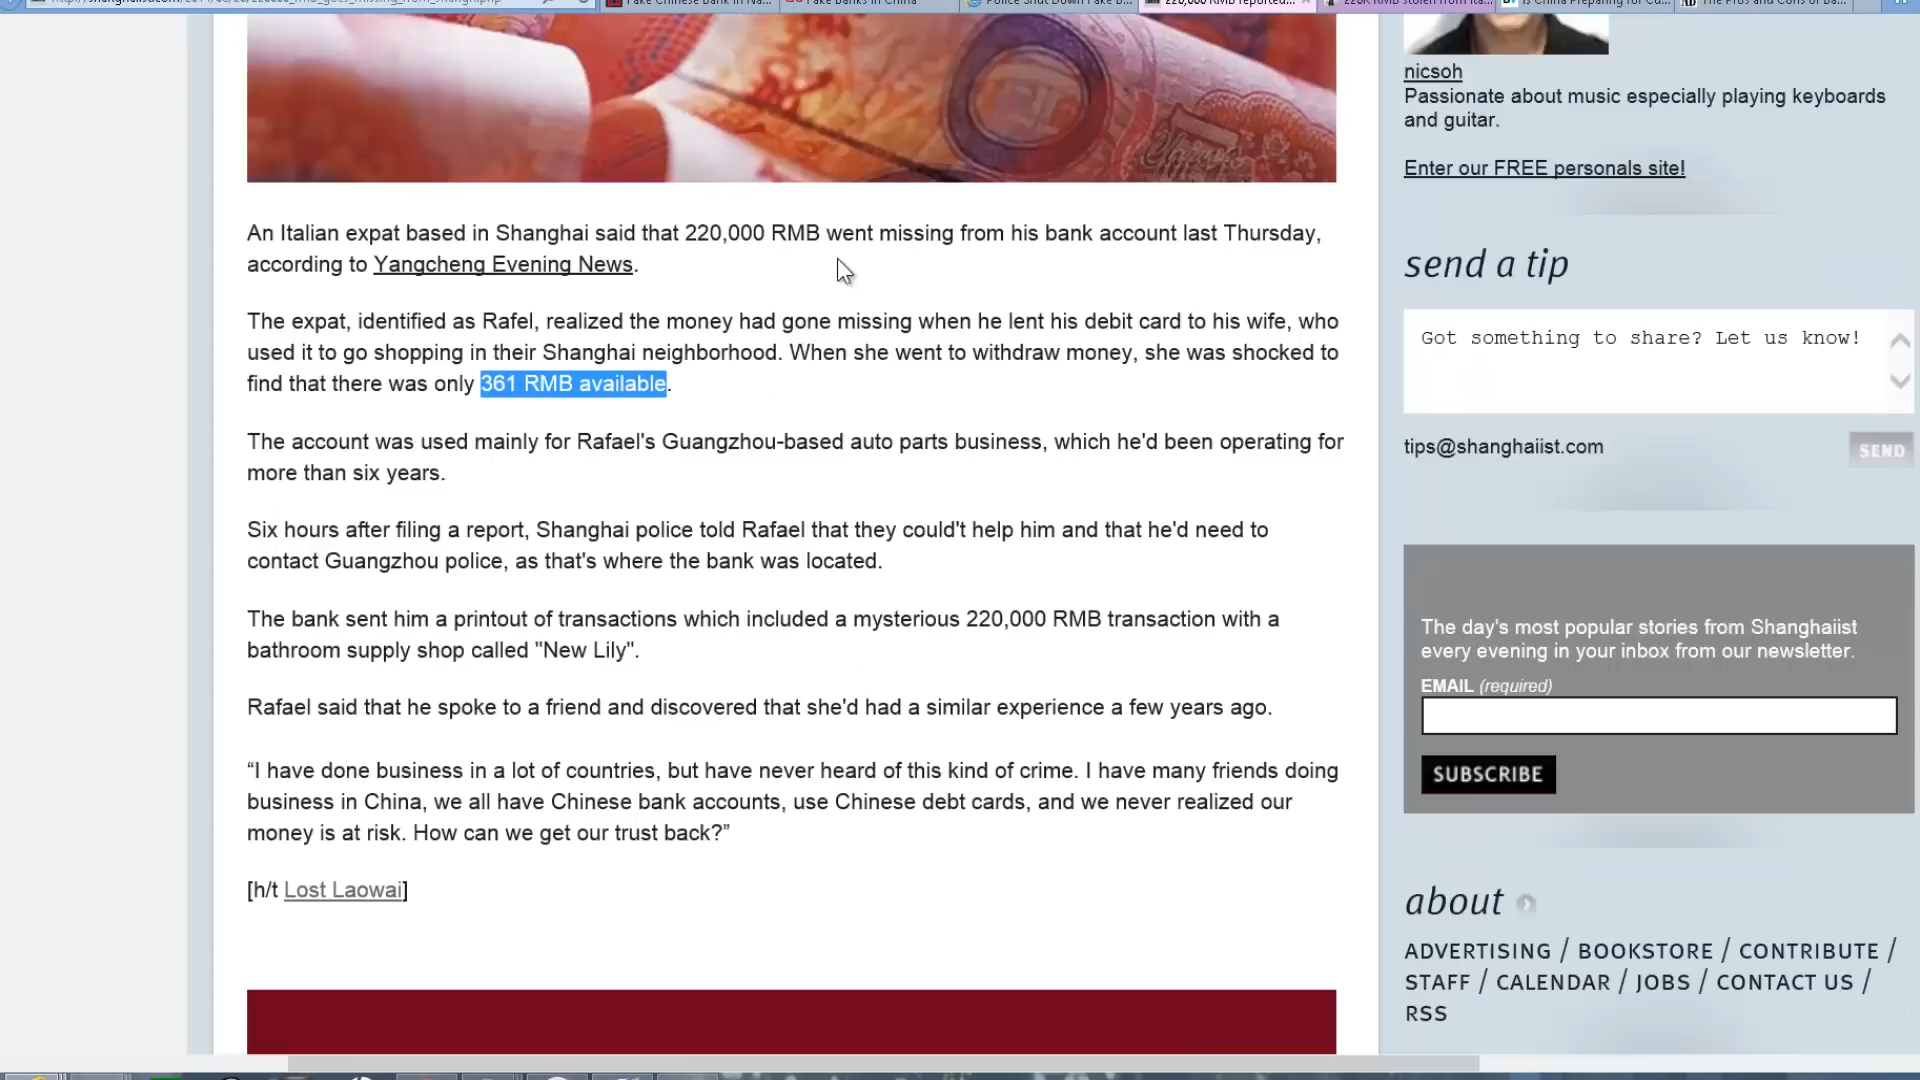 nicsoh
Passionate about music especially playing keyboards
and guitar.
Enter our FREE personals site!
An Italian expat based in Shanghai said that 220,000 RMB went missing from his bank account last Thursday,
according to Yangcheng Evening News.
The expat, identified as Rafel, realized the money had gone missing when he lent his debit card to his wife, who
used it to go shopping in their Shanghai neighborhood. When she went to withdraw money, she was shocked to
find that there was only 361 RMB available.
The account was used mainly for Rafael's Guangzhou-based auto parts business, which he'd been operating for
more than six years.
Six hours after filing a report, Shanghai police told Rafael that they couldn't help him and that he'd need to
contact Guangzhou police, as that's where the bank was located.
The bank sent him a printout of transactions which included a mysterious 220,000 RMB transaction with a
bathroom supply shop called "New Lily".
Rafael said that he spoke to a friend and discovered that she'd had a similar experience a few years ago.
“I have done business in a lot of countries, but have never heard of this kind of crime. I have many friends doing
business in China, we all have Chinese bank accounts, use Chinese debt cards, and we never realized our
money is at risk. How can we get our trust back?”
[h/t Lost Laowai]
send a tip
Got something to share? Let us know!
tips@shanghaiist.com
SEND
The day's most popular stories from Shanghaiist
every evening in your inbox from our newsletter.
EMAIL (required)
SUBSCRIBE
about
ADVERTISING / BOOKSTORE / CONTRIBUTE /
STAFF / CALENDAR / JOBS / CONTACT US /
RSS